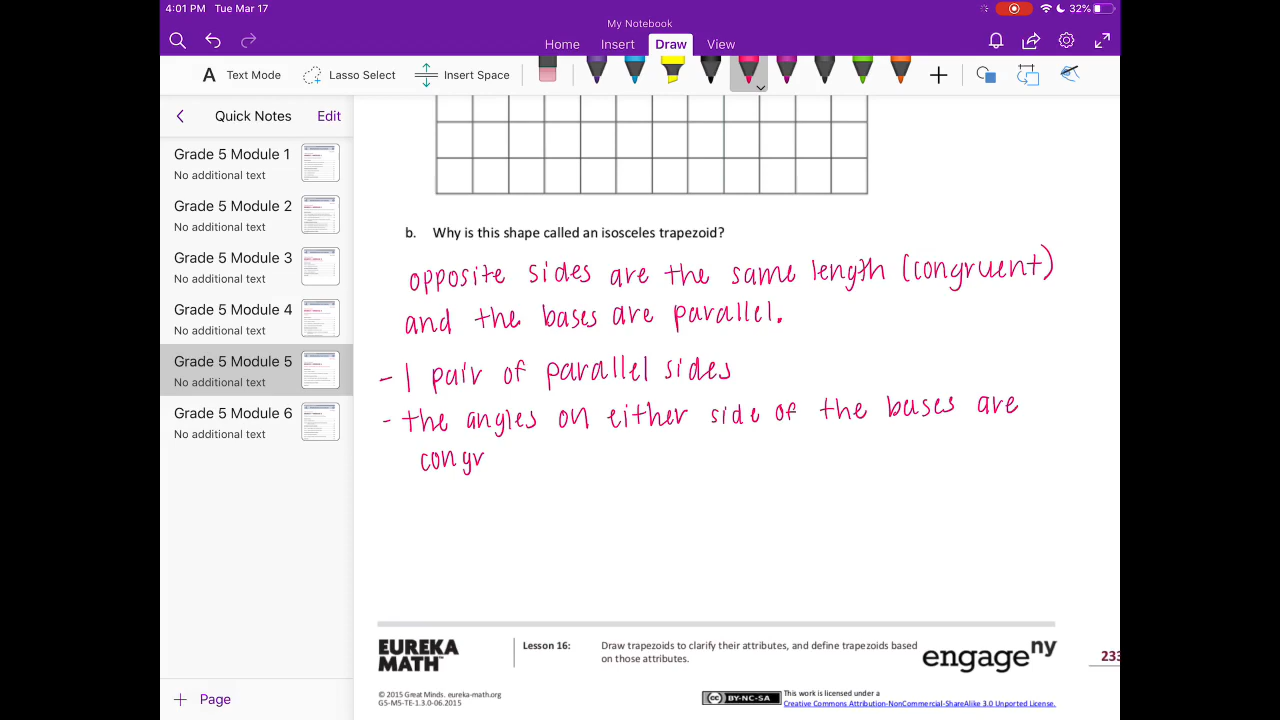 4:01 PM Tue Mar 17
32%
My Notebook
Home Insert Draw View
A Text Mode Lasso Select Insert Space
Quick Notes Edit
Grade 5 Module 1
No additional text
Grade 5 Module 2
No additional text
Grade 5 Module 3
No additional text
Grade 5 Module 4
No additional text
Grade 5 Module 5
No additional text
Grade 5 Module 6
No additional text
+ Page
b. Why is this shape called an isosceles trapezoid?
opposite sides are the same length (congruent)
and the bases are parallel.
- 1 pair of parallel sides
- the angles on either side of the bases are
congr
EUREKA
MATH™
Lesson 16:
Draw trapezoids to clarify their attributes, and define trapezoids based
on those attributes.
engage ny
233
© 2015 Great Minds. eureka-math.org
G5-M5-TE-1.3.0-06.2015
cc BY-NC-SA
This work is licensed under a
Creative Commons Attribution-NonCommercial-ShareAlike 3.0 Unported License.